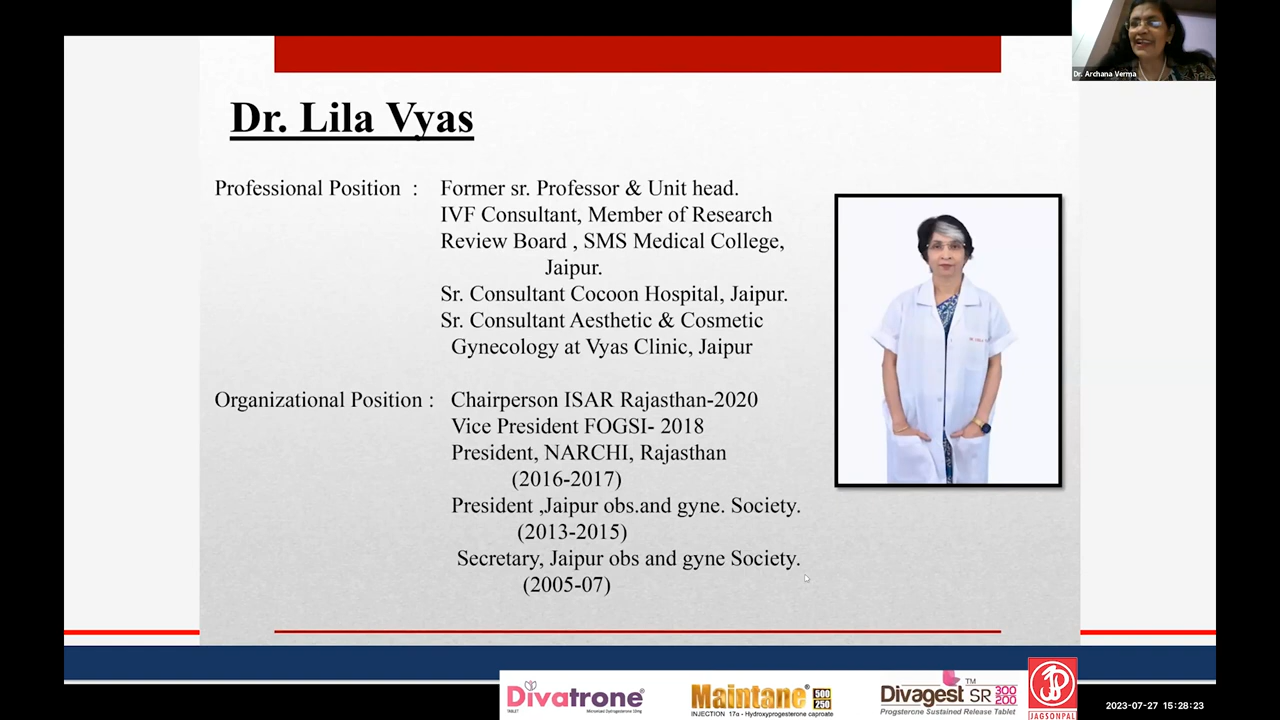 Dr. Archana Verma
Dr. Lila Vyas
Professional Position : Former sr. Professor & Unit head.
IVF Consultant, Member of Research
Review Board , SMS Medical College,
Jaipur.
Sr. Consultant Cocoon Hospital, Jaipur.
Sr. Consultant Aesthetic & Cosmetic
Gynecology at Vyas Clinic, Jaipur
Organizational Position : Chairperson ISAR Rajasthan-2020
Vice President FOGSI- 2018
President, NARCHI, Rajasthan
(2016-2017)
President ,Jaipur obs.and gyne. Society.
(2013-2015)
Secretary, Jaipur obs and gyne Society.
(2005-07)
Divatrone®
TABLET
Maintane® 500 250
INJECTION 17α - Hydroxyprogesterone caproate
Divagest SR 300 200 TM
Progsterone Sustained Release Tablet
JAGSONPAL
2023-07-27 15:28:23